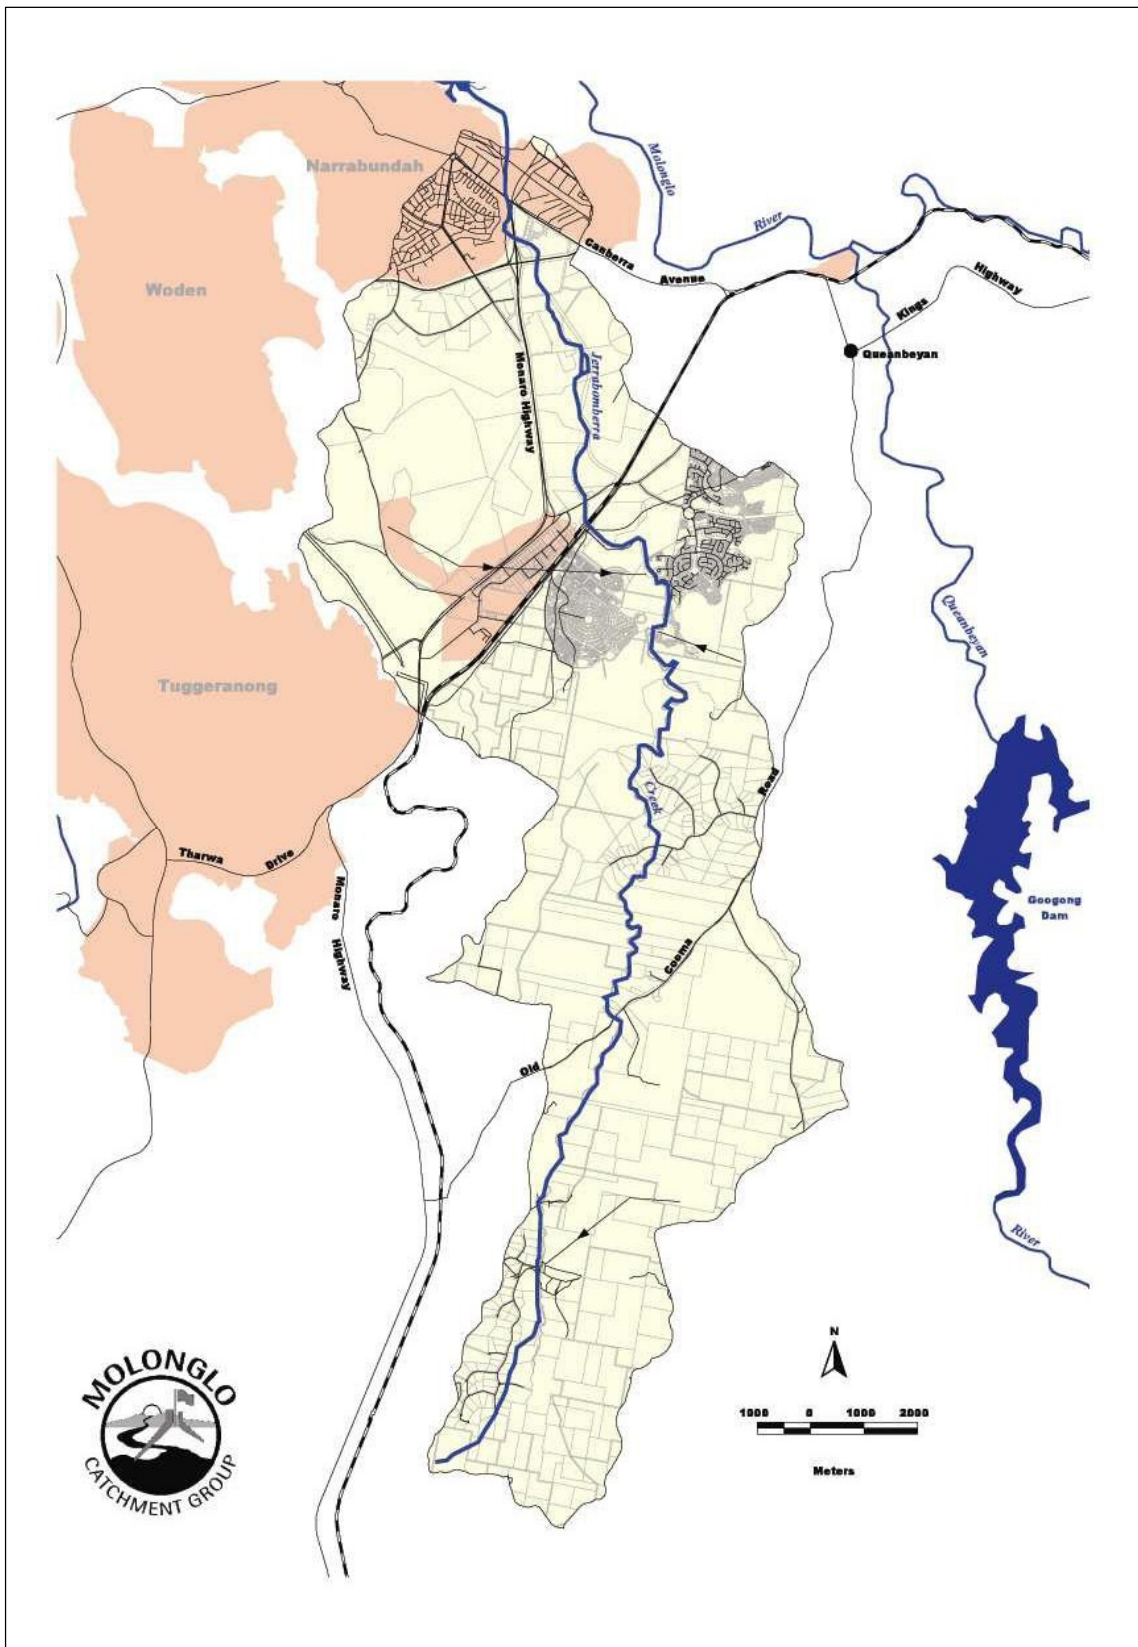 Narrabundah
Molonglo
River
Canberra
Avenue
Highway
Kings
Woden
Queanbeyan
Monaro Highway
Jerrabomberra
Queanbeyan
Tuggeranong
Creek
Road
Tharwa
Drive
Monaro
Highway
Googong
Dam
Cooma
Old
River
N
1000 0 1000 2000
Meters
MOLONGLO
CATCHMENT GROUP